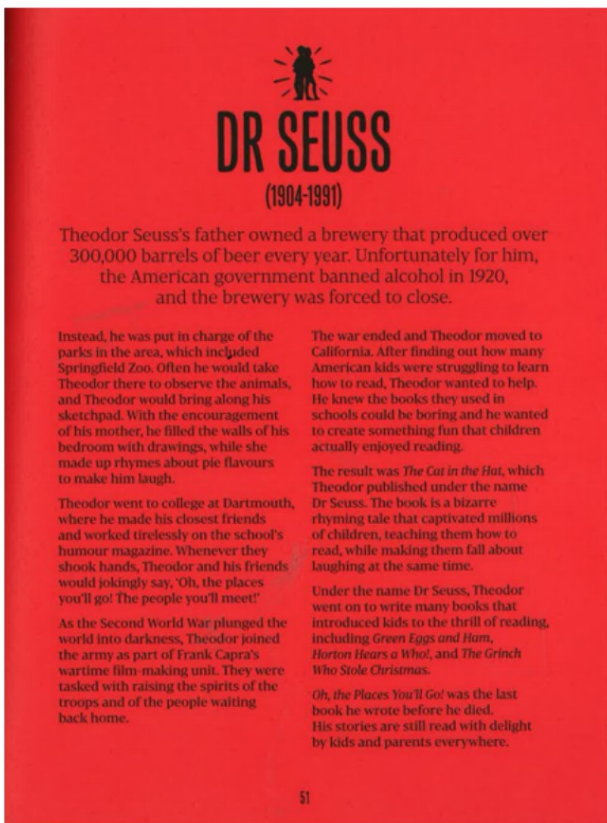 DR SEUSS
(1904-1991)
Theodor Seuss's father owned a brewery that produced over
300,000 barrels of beer every year. Unfortunately for him,
the American government banned alcohol in 1920,
and the brewery was forced to close.
Instead, he was put in charge of the
parks in the area, which included
Springfield Zoo. Often he would take
Theodor there to observe the animals,
and Theodor would bring along his
sketchpad. With the encouragement
of his mother, he filled the walls of his
bedroom with drawings, while she
made up rhymes about pie flavours
to make him laugh.
Theodor went to college at Dartmouth,
where he made his closest friends
and worked tirelessly on the school's
humour magazine. Whenever they
shook hands, Theodor and his friends
would jokingly say, 'Oh, the places
you'll go! The people you'll meet!'
As the Second World War plunged the
world into darkness, Theodor joined
the army as part of Frank Capra's
wartime film-making unit. They were
tasked with raising the spirits of the
troops and of the people waiting
back home.
The war ended and Theodor moved to
California. After finding out how many
American kids were struggling to learn
how to read, Theodor wanted to help.
He knew the books they used in
schools could be boring and he wanted
to create something fun that children
actually enjoyed reading.
The result was The Cat in the Hat, which
Theodor published under the name
Dr Seuss. The book is a bizarre
rhyming tale that captivated millions
of children, teaching them how to
read, while making them fall about
laughing at the same time.
Under the name Dr Seuss, Theodor
went on to write many books that
introduced kids to the thrill of reading,
including Green Eggs and Ham,
Horton Hears a Who!, and The Grinch
Who Stole Christmas.
Oh, the Places You'll Go! was the last
book he wrote before he died.
His stories are still read with delight
by kids and parents everywhere.
51